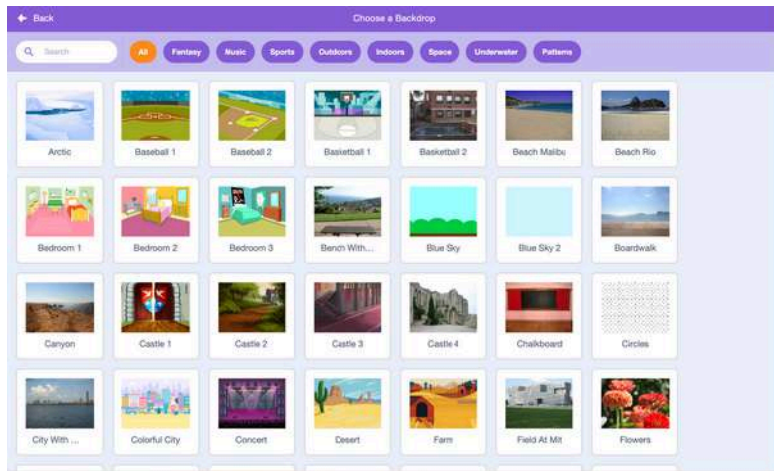 Back
Choose a Backdrop
Search
All Fantasy Music Sports Outdoors Indoors Space Underwater Patterns
Arctic Baseball 1 Baseball 2 Basketball 1 Basketball 2 Beach Malibu Beach Rio
Bedroom 1 Bedroom 2 Bedroom 3 Bench With... Blue Sky Blue Sky 2 Boardwalk
Canyon Castle 1 Castle 2 Castle 3 Castle 4 Chalkboard Circles
City With ... Colorful City Concert Desert Farm Field At Mit Flowers